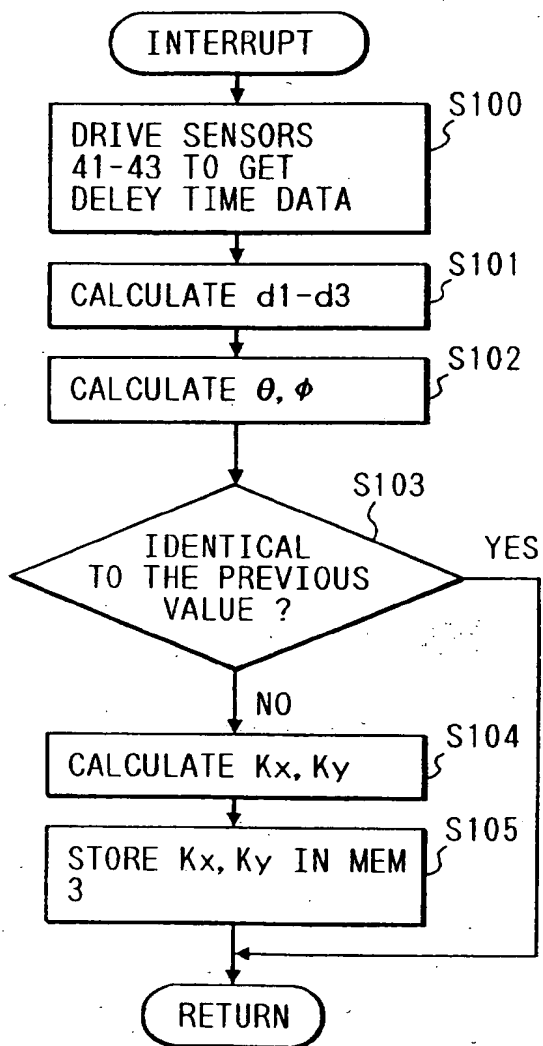 INTERRUPT
S100
DRIVE SENSORS
41-43 TO GET
DELEY TIME DATA
S101
CALCULATE d1-d3
S102
CALCULATE θ, ϕ
S103
IDENTICAL
TO THE PREVIOUS
VALUE ?
YES
NO
S104
CALCULATE Kx, Ky
S105
STORE Kx, Ky IN MEM
3
RETURN